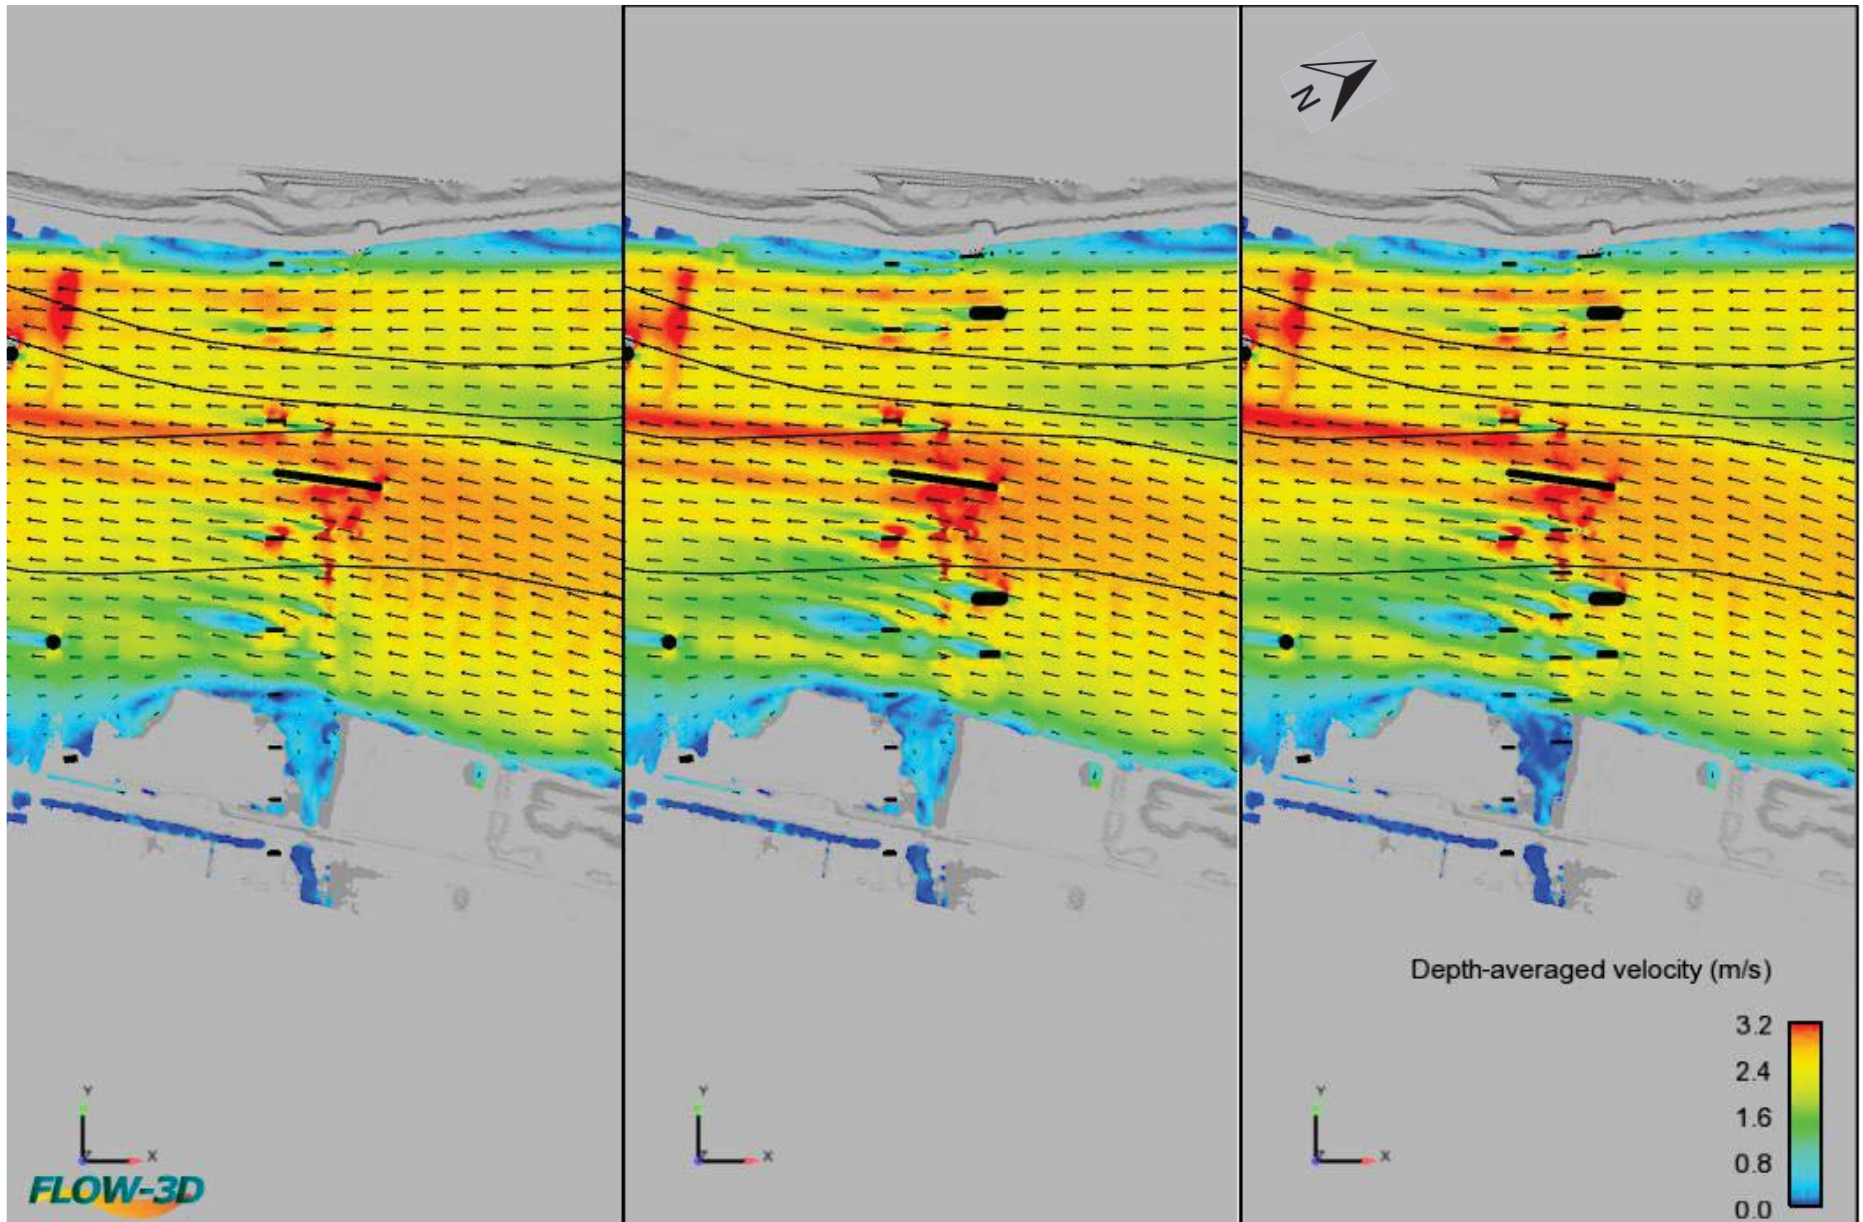 N
Depth-averaged velocity (m/s)
3.2
2.4
1.6
0.8
0.0
Y
X
Y
X
Y
X
FLOW-3D